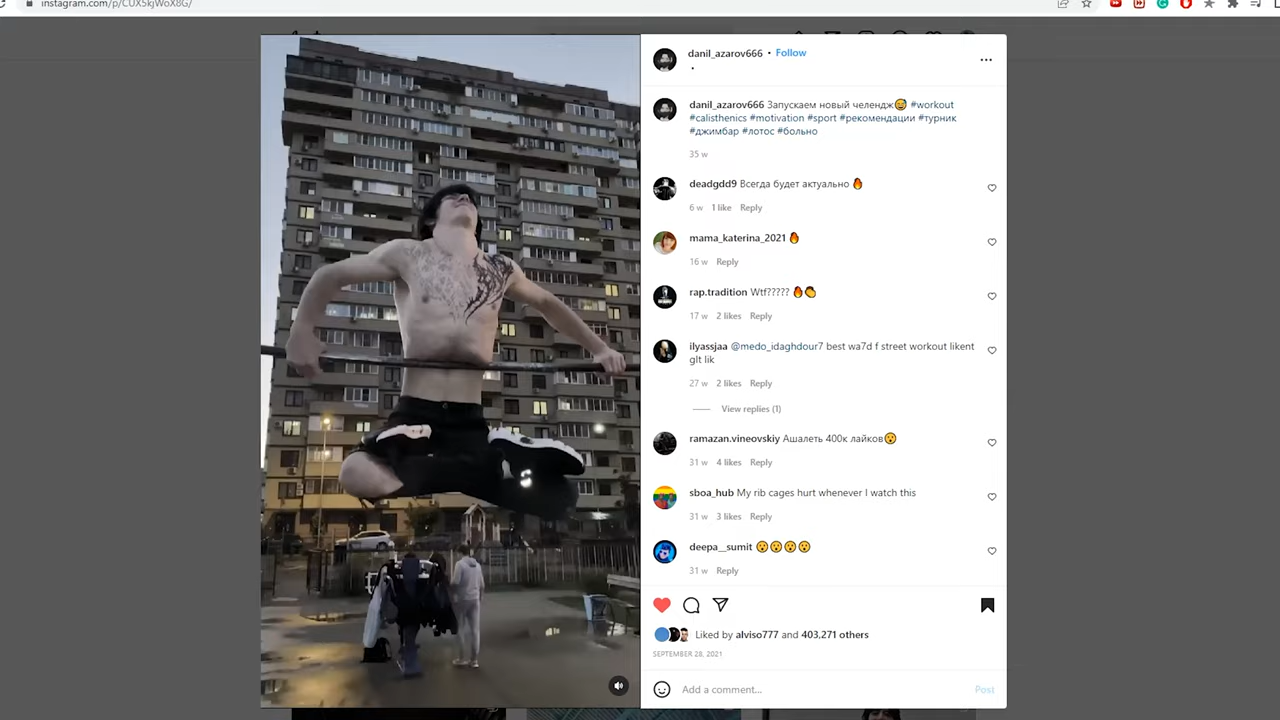 instagram.com/p/CUX5kjWoX8G/
danil_azarov666 • Follow
danil_azarov666 Запускаем новый челендж😅 #workout
#calisthenics #motivation #sport #рекомендации #турник
#джимбар #лотос #больно
35 w
deadgdd9 Всегда будет актуально 🔥
6 w 1 like Reply
mama_katerina_2021 🔥
16 w Reply
rap.tradition Wtf????? 🔥👏
17 w 2 likes Reply
ilyassjaa @medo_idaghdour7 best wa7d f street workout likent
glt lik
27 w 2 likes Reply
View replies (1)
ramazan.vineovskiy Ашалеть 400к лайков😮
31 w 4 likes Reply
sboa_hub My rib cages hurt whenever I watch this
31 w 3 likes Reply
deepa__sumit 😮😮😮😮
31 w Reply
Liked by alviso777 and 403,271 others
SEPTEMBER 28, 2021
Add a comment...
Post